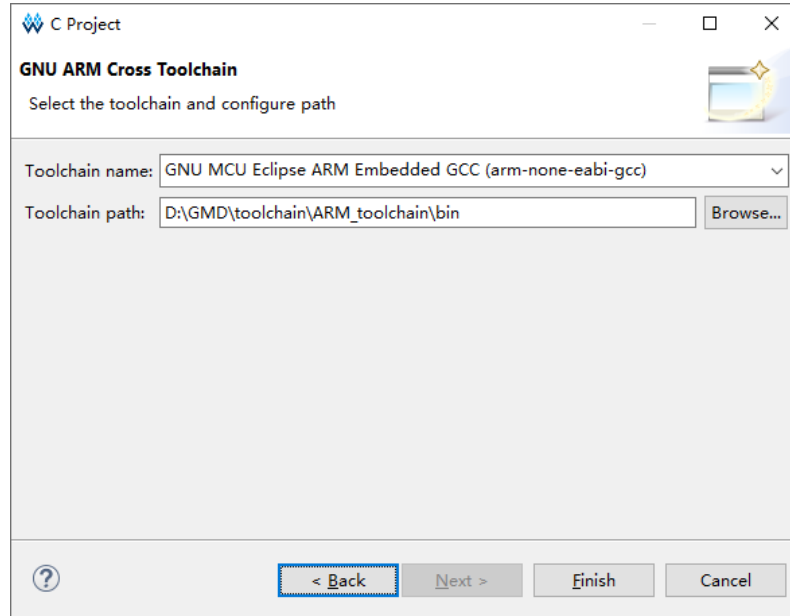 C Project
GNU ARM Cross Toolchain
Select the toolchain and configure path
Toolchain name: GNU MCU Eclipse ARM Embedded GCC (arm-none-eabi-gcc)
Toolchain path: D:\GMD\toolchain\ARM_toolchain\bin Browse...
? < Back Next > Finish Cancel